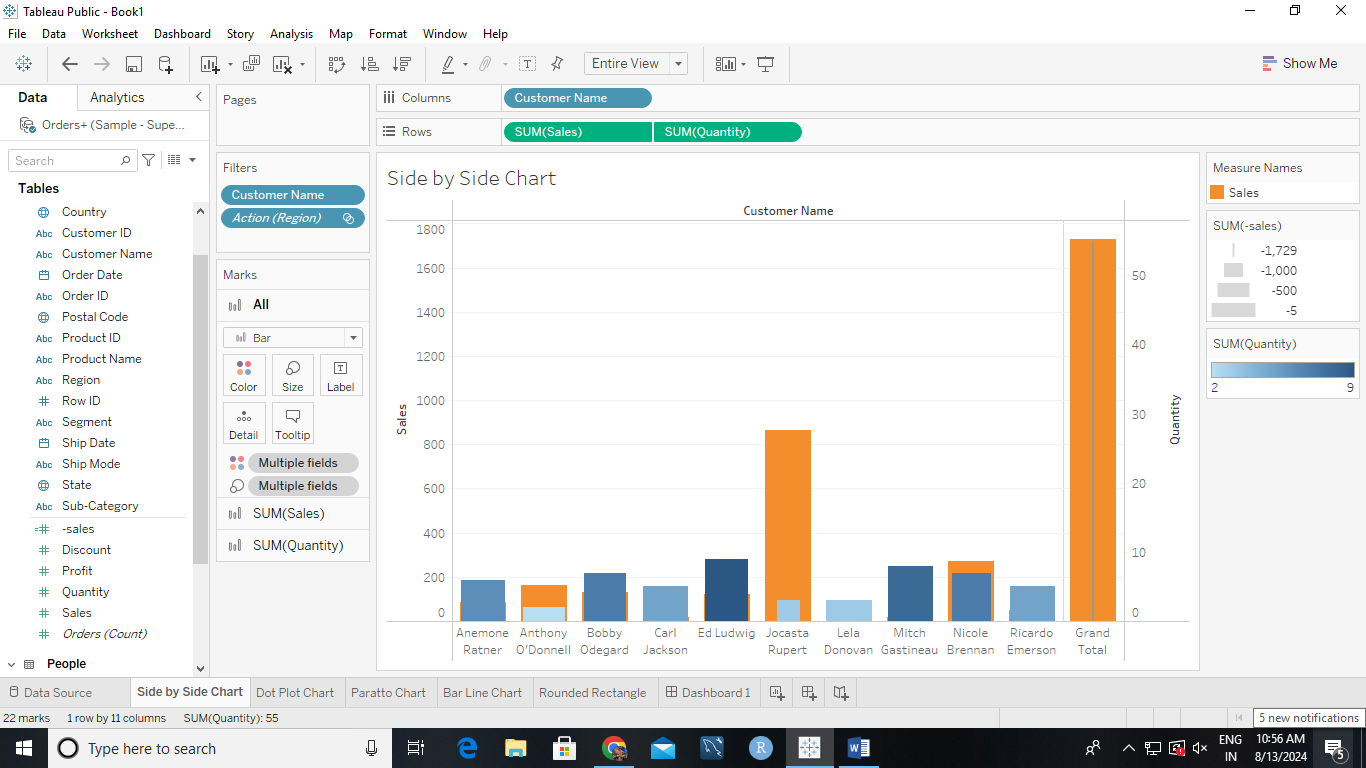 Tableau Public - Book1
File Data Worksheet Dashboard Story Analysis Map Format Window Help
Entire View
Show Me
Data Analytics
Orders+ (Sample - Supe...
Search
Tables
Country
Customer ID
Customer Name
Order Date
Order ID
Postal Code
Product ID
Product Name
Region
Row ID
Segment
Ship Date
Ship Mode
State
Sub-Category
-sales
Discount
Profit
Quantity
Sales
Orders (Count)
People
Pages
Filters
Customer Name
Action (Region)
Marks
All
Bar
Color Size Label
Detail Tooltip
Multiple fields
Multiple fields
SUM(Sales)
SUM(Quantity)
Columns Customer Name
Rows SUM(Sales) SUM(Quantity)
Side by Side Chart
Customer Name
1800
1600
1400
1200
1000
800
600
400
200
0
Sales
50
40
30
20
10
0
Quantity
Anemone Ratner
Anthony O'Donnell
Bobby Odegard
Carl Jackson
Ed Ludwig
Jocasta Rupert
Lela Donovan
Mitch Gastineau
Nicole Brennan
Ricardo Emerson
Grand Total
Measure Names
Sales
SUM(-sales)
-1,729
-1,000
-500
-5
SUM(Quantity)
2 9
Data Source Side by Side Chart Dot Plot Chart Paratto Chart Bar Line Chart Rounded Rectangle Dashboard 1
22 marks 1 row by 11 columns SUM(Quantity): 55
5 new notifications
Type here to search
ENG
IN
10:56 AM
8/13/2024
5